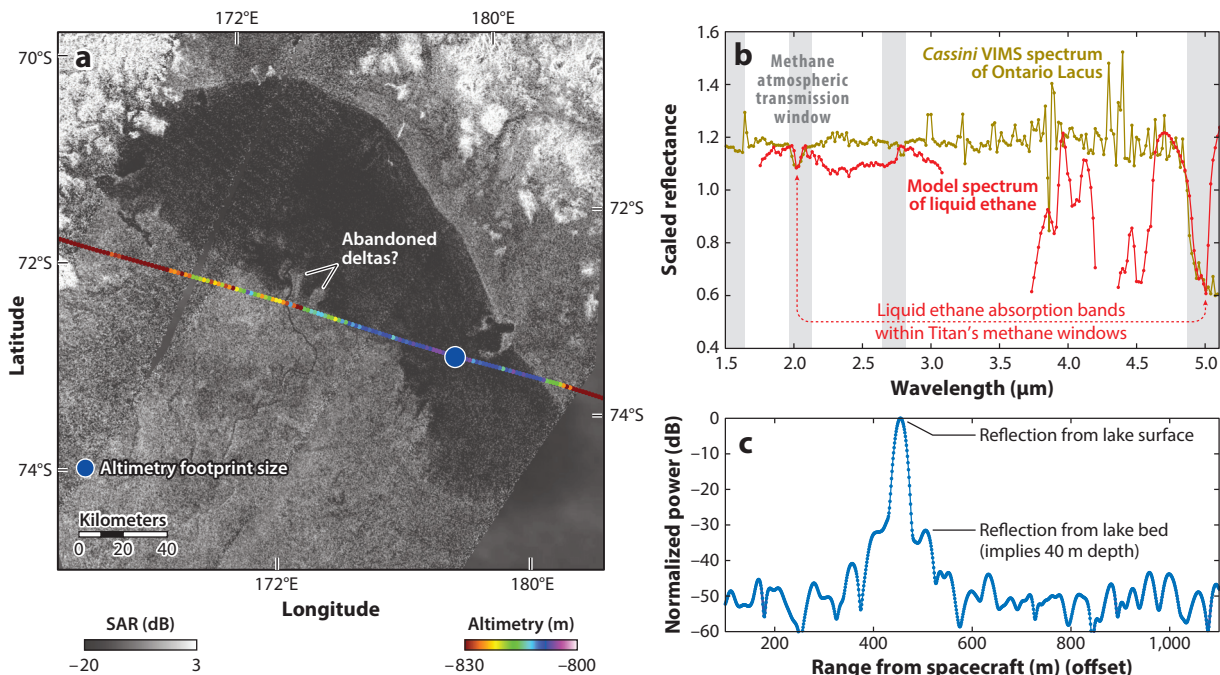 172°E
180°E
a
70°S
72°S
72°S
74°S
74°S
Latitude
Abandoned
deltas?
Altimetry footprint size
Kilometers
0 20 40
172°E
180°E
Longitude
SAR (dB)
−20 3
Altimetry (m)
−830 −800
b
Methane
atmospheric
transmission
window
Cassini VIMS spectrum
of Ontario Lacus
Model spectrum
of liquid ethane
Liquid ethane absorption bands
within Titan's methane windows
Scaled reflectance
1.6
1.4
1.2
1.0
0.8
0.6
0.4
1.5 2.0 2.5 3.0 3.5 4.0 4.5 5.0
Wavelength (μm)
c
Reflection from lake surface
Reflection from lake bed
(implies 40 m depth)
Normalized power (dB)
0
−10
−20
−30
−40
−50
−60
200 400 600 800 1,000
Range from spacecraft (m) (offset)